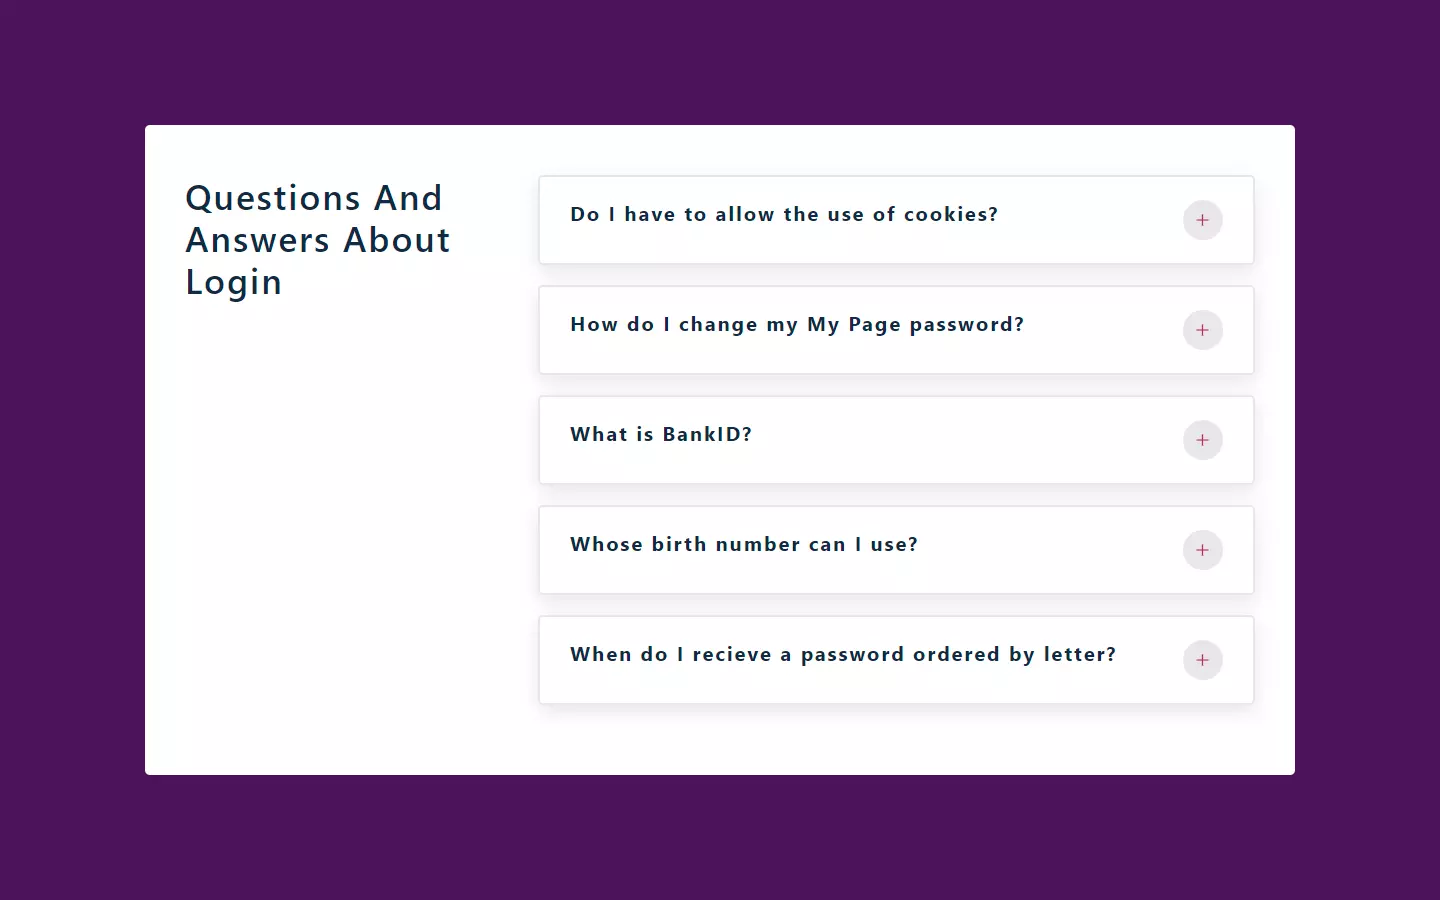 Questions And
Answers About
Login
Do I have to allow the use of cookies?
How do I change my My Page password?
What is BankID?
Whose birth number can I use?
When do I recieve a password ordered by letter?